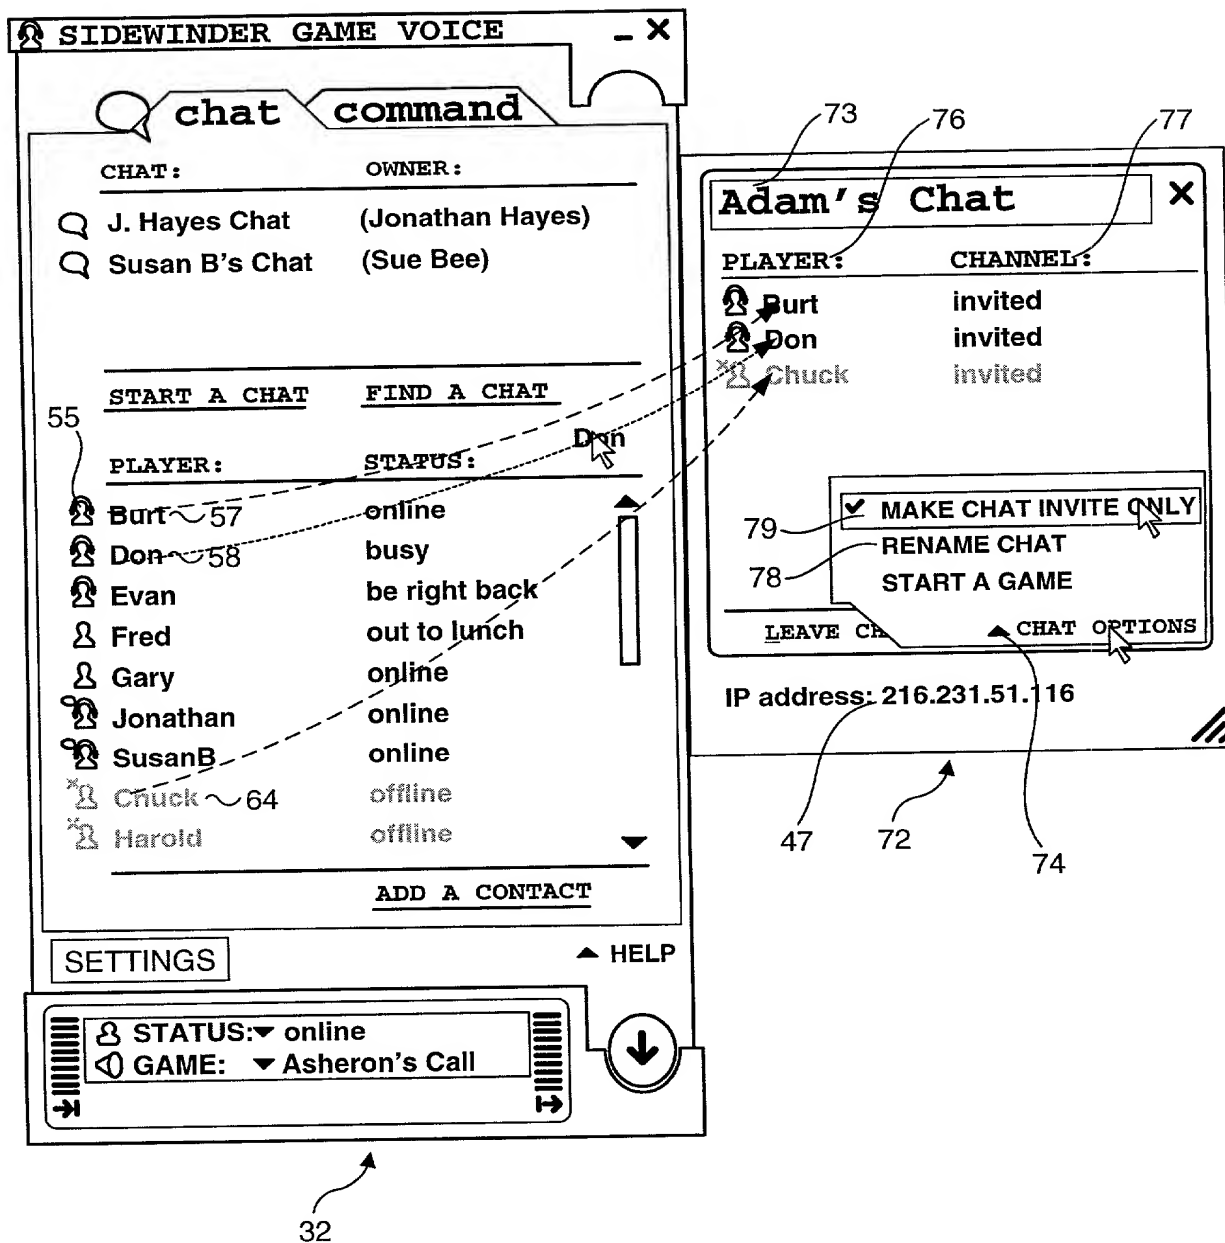 SIDEWINDER GAME VOICE
chat command
CHAT: OWNER:
J. Hayes Chat (Jonathan Hayes)
Susan B's Chat (Sue Bee)
START A CHAT FIND A CHAT
55
Don
PLAYER: STATUS:
Burt 57 online
Don 58 busy
Evan be right back
Fred out to lunch
Gary online
Jonathan online
SusanB online
Chuck 64 offline
Harold offline
ADD A CONTACT
SETTINGS HELP
STATUS: online
GAME: Asheron's Call
32
73 76 77
Adam's Chat
PLAYER: CHANNEL:
Burt invited
Don invited
Chuck invited
79 MAKE CHAT INVITE ONLY
78 RENAME CHAT
START A GAME
LEAVE CH CHAT OPTIONS
IP address: 216.231.51.116
47 72 74